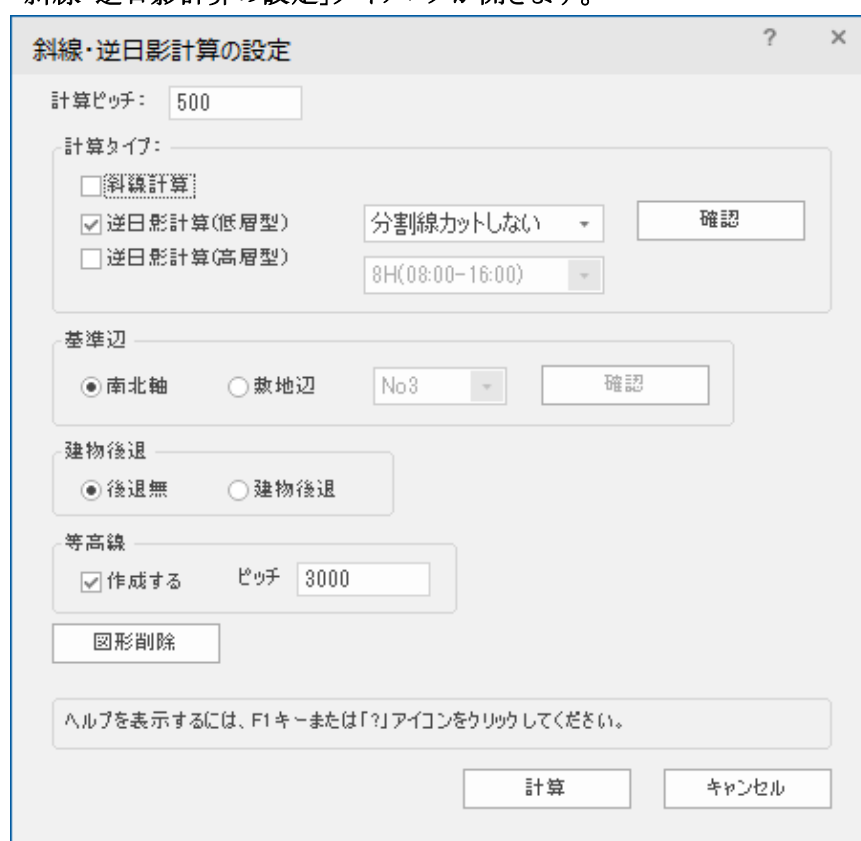 斜線・逆日影計算の設定」ダイアログが開きます。
斜線・逆日影計算の設定 ? ×
計算ピッチ: 500
計算タイプ:
斜線計算
逆日影計算(低層型) 分割線カットしない 確認
逆日影計算(高層型) 8H(08:00-16:00)
基準辺
南北軸 敷地辺 No3 確認
建物後退
後退無 建物後退
等高線
作成する ピッチ 3000
図形削除
ヘルプを表示するには、F1キーまたは「?」アイコンをクリックしてください。
計算 キャンセル